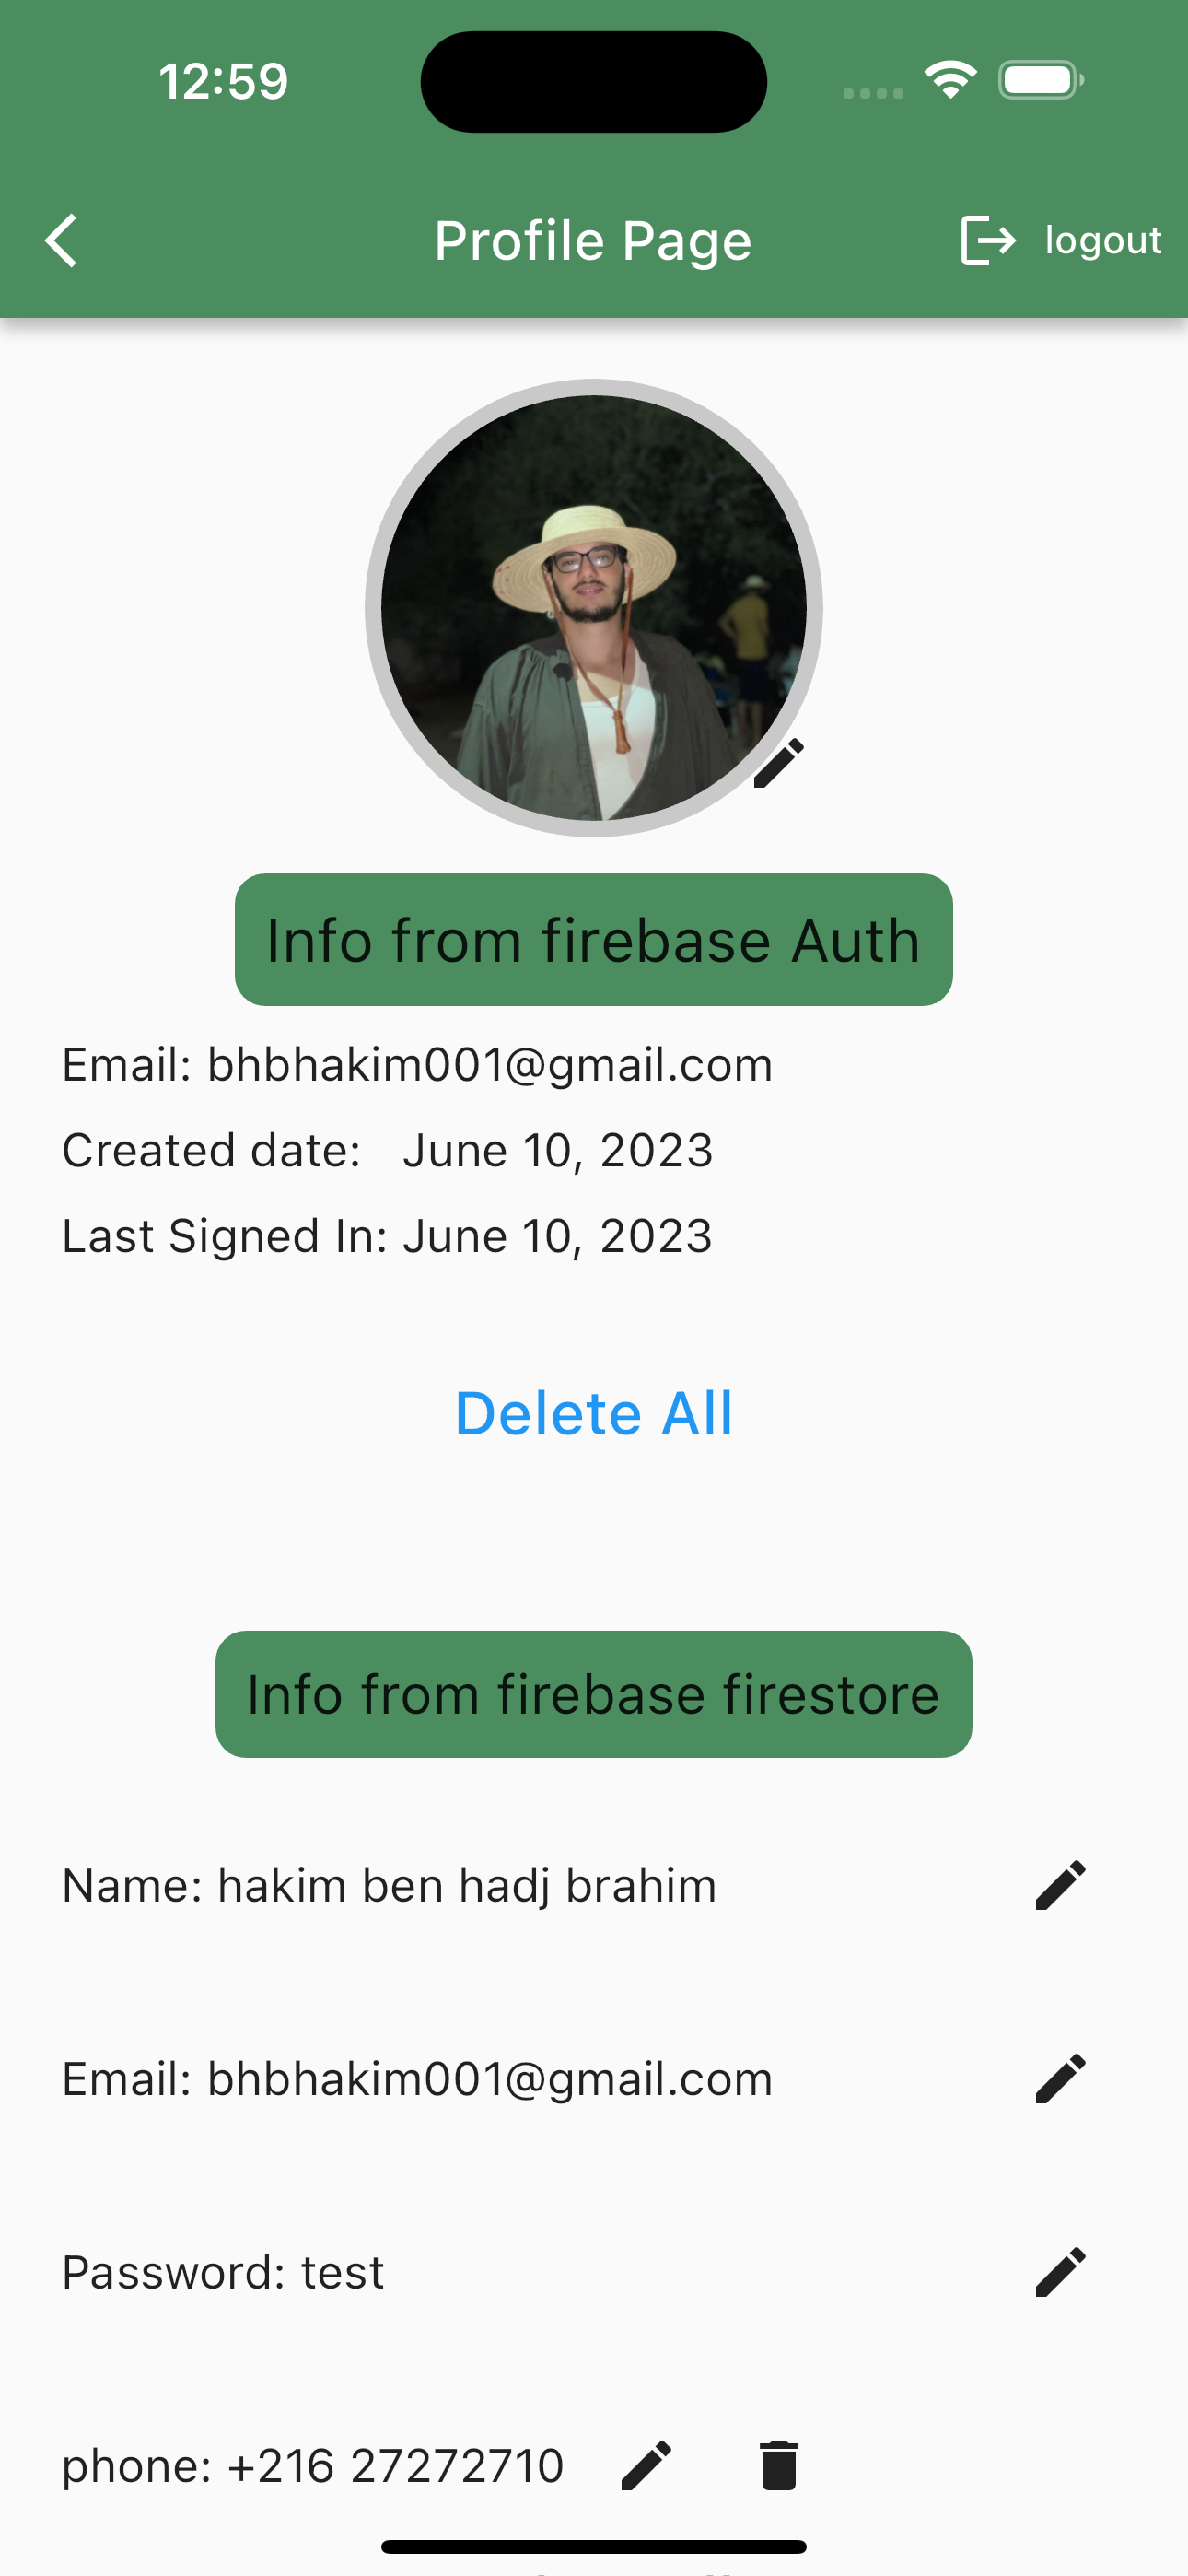 12:59
Profile Page
logout
Info from firebase Auth
Email: bhbhakim001@gmail.com
Created date: June 10, 2023
Last Signed In: June 10, 2023
Delete All
Info from firebase firestore
Name: hakim ben hadj brahim
Email: bhbhakim001@gmail.com
Password: test
phone: +216 27272710